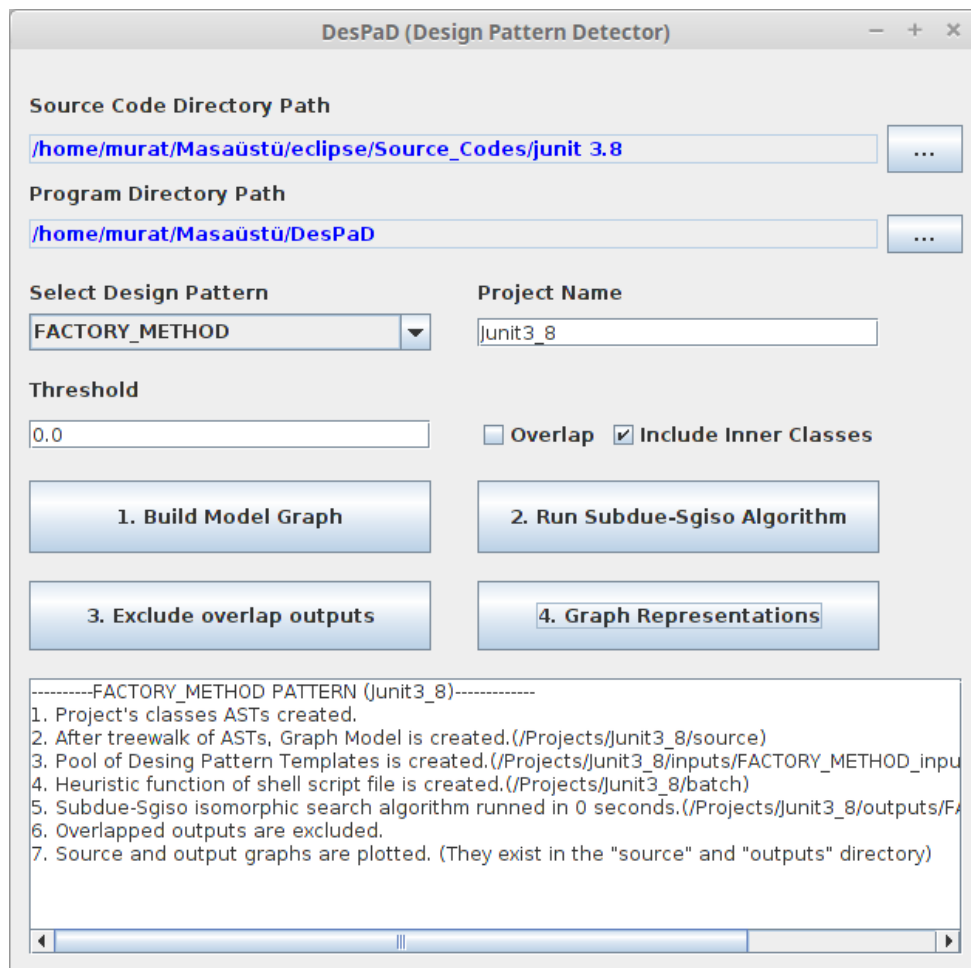 DesPaD (Design Pattern Detector)
Source Code Directory Path
/home/murat/Masaüstü/eclipse/Source_Codes/junit 3.8
...
Program Directory Path
/home/murat/Masaüstü/DesPaD
...
Select Design Pattern
Project Name
FACTORY_METHOD
Junit3_8
Threshold
0.0
Overlap
Include Inner Classes
1. Build Model Graph
2. Run Subdue-Sgiso Algorithm
3. Exclude overlap outputs
4. Graph Representations
----------FACTORY_METHOD PATTERN (Junit3_8)-------------
1. Project's classes ASTs created.
2. After treewalk of ASTs, Graph Model is created.(/Projects/Junit3_8/source)
3. Pool of Desing Pattern Templates is created.(/Projects/Junit3_8/inputs/FACTORY_METHOD_inpu
4. Heuristic function of shell script file is created.(/Projects/Junit3_8/batch)
5. Subdue-Sgiso isomorphic search algorithm runned in 0 seconds.(/Projects/Junit3_8/outputs/FA
6. Overlapped outputs are excluded.
7. Source and output graphs are plotted. (They exist in the "source" and "outputs" directory)